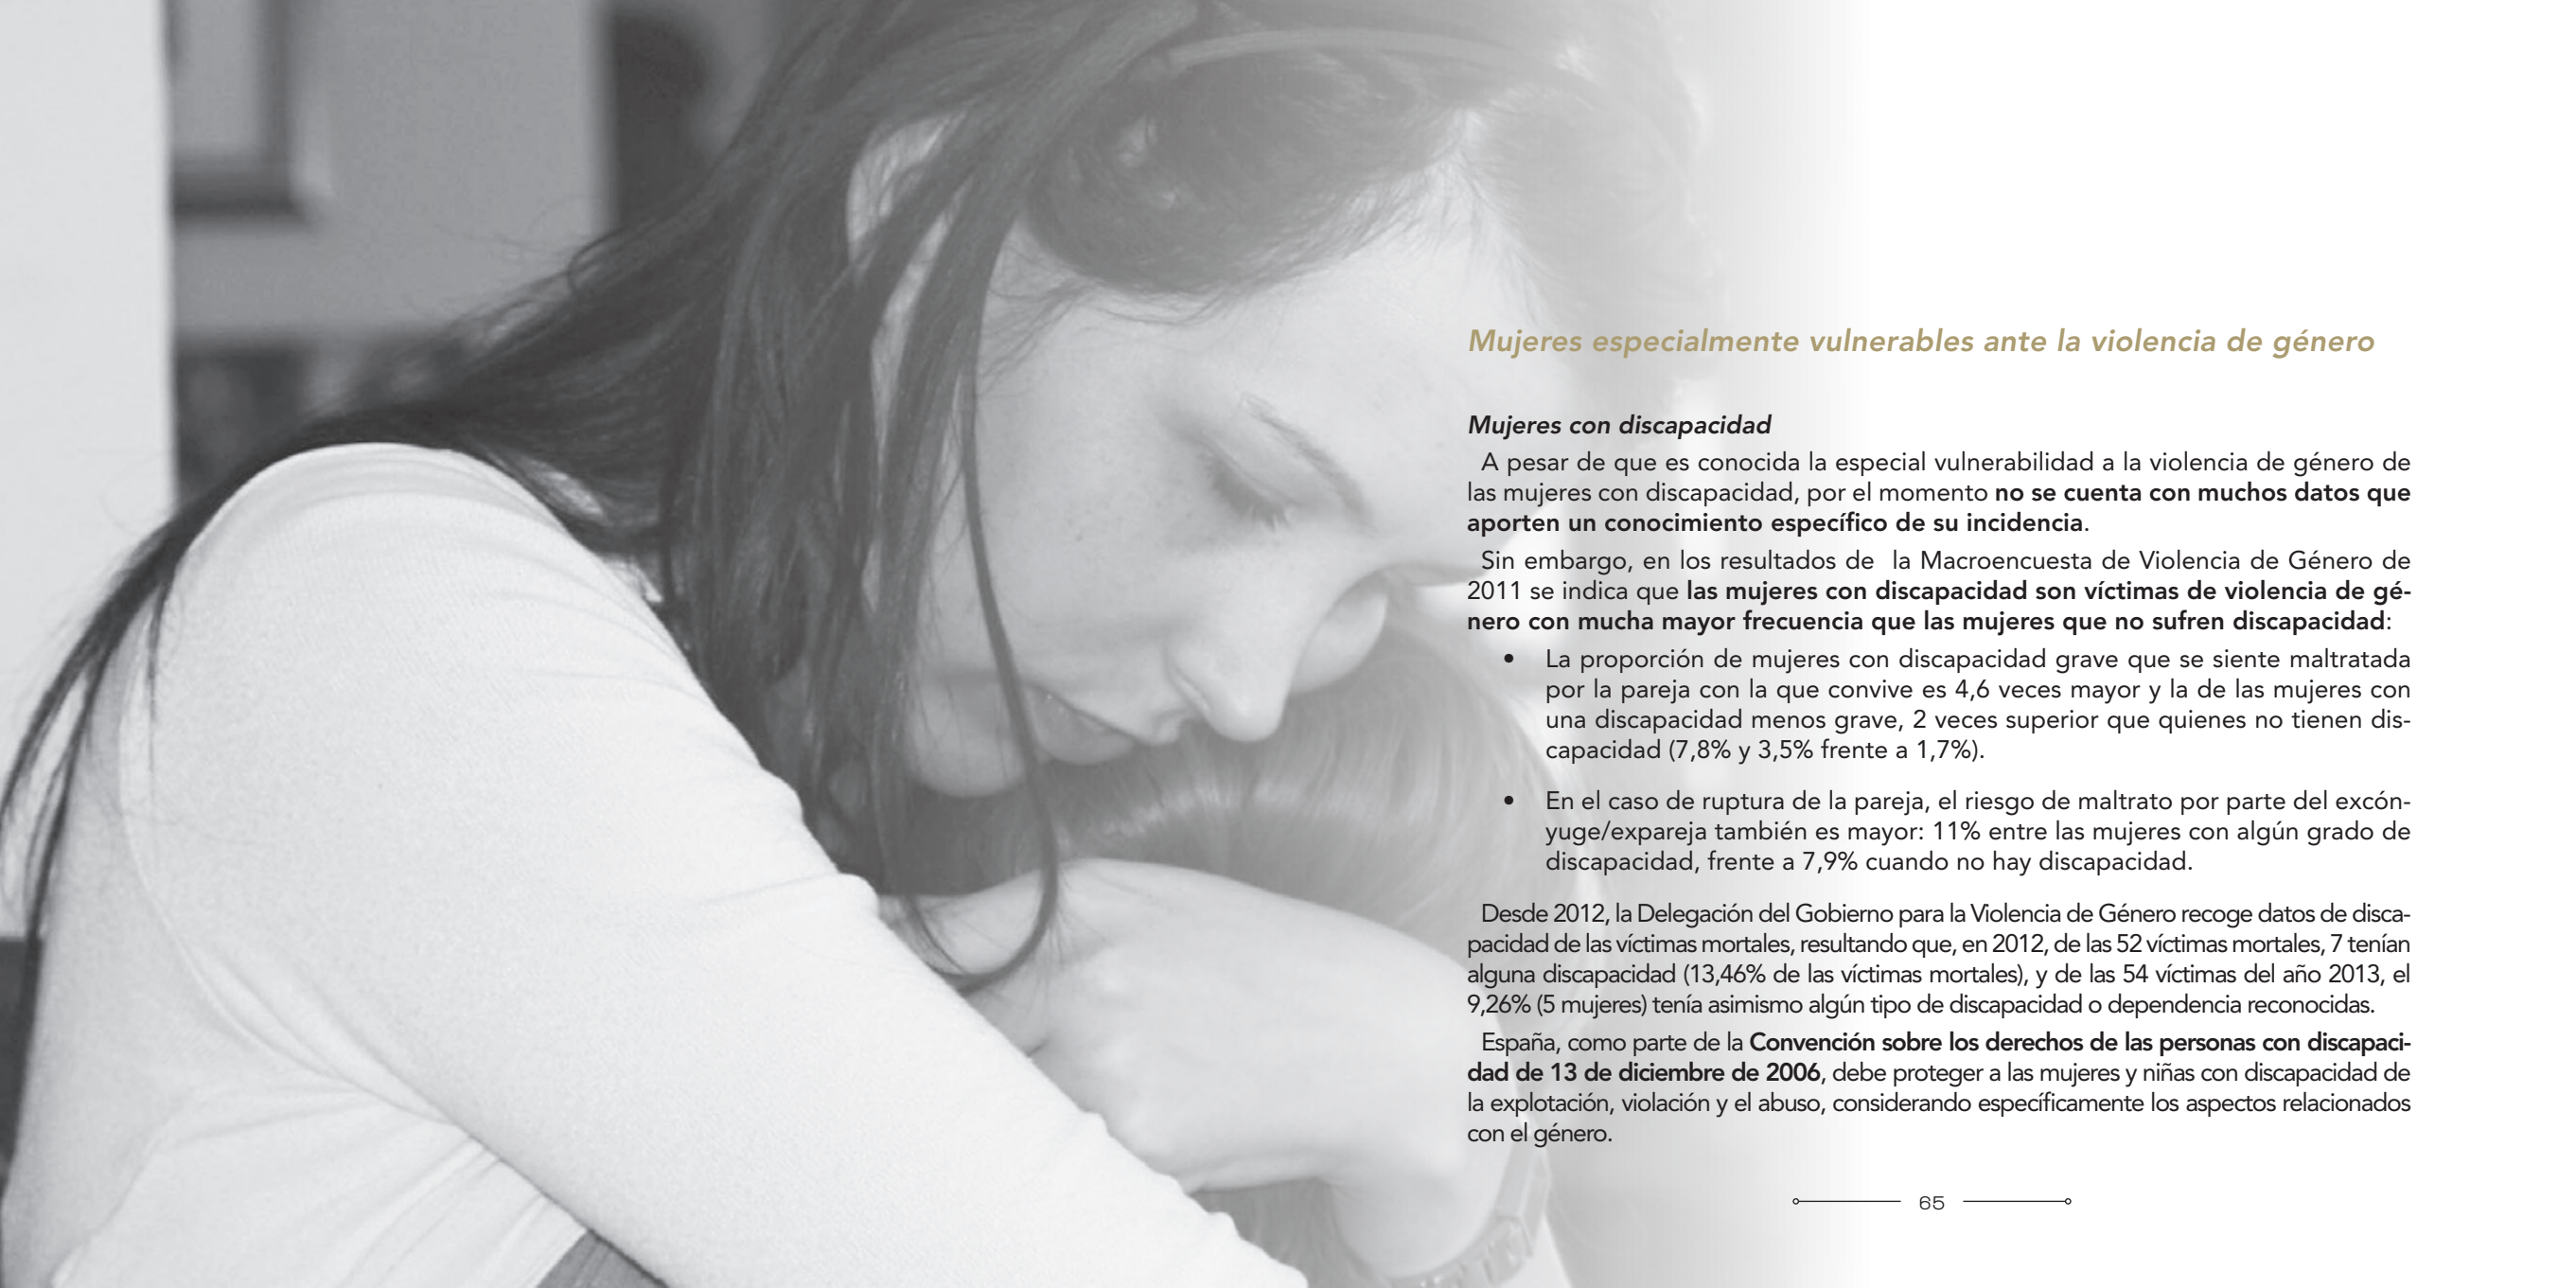 Mujeres especialmente vulnerables ante la violencia de género
Mujeres con discapacidad
A pesar de que es conocida la especial vulnerabilidad a la violencia de género de
las mujeres con discapacidad, por el momento no se cuenta con muchos datos que
aporten un conocimiento específico de su incidencia.
Sin embargo, en los resultados de  la Macroencuesta de Violencia de Género de
2011 se indica que las mujeres con discapacidad son víctimas de violencia de gé-
nero con mucha mayor frecuencia que las mujeres que no sufren discapacidad:
• La proporción de mujeres con discapacidad grave que se siente maltratada
por la pareja con la que convive es 4,6 veces mayor y la de las mujeres con
una discapacidad menos grave, 2 veces superior que quienes no tienen dis-
capacidad (7,8% y 3,5% frente a 1,7%).
• En el caso de ruptura de la pareja, el riesgo de maltrato por parte del excón-
yuge/expareja también es mayor: 11% entre las mujeres con algún grado de
discapacidad, frente a 7,9% cuando no hay discapacidad.
Desde 2012, la Delegación del Gobierno para la Violencia de Género recoge datos de disca-
pacidad de las víctimas mortales, resultando que, en 2012, de las 52 víctimas mortales, 7 tenían
alguna discapacidad (13,46% de las víctimas mortales), y de las 54 víctimas del año 2013, el
9,26% (5 mujeres) tenía asimismo algún tipo de discapacidad o dependencia reconocidas.
España, como parte de la Convención sobre los derechos de las personas con discapaci-
dad de 13 de diciembre de 2006, debe proteger a las mujeres y niñas con discapacidad de
la explotación, violación y el abuso, considerando específicamente los aspectos relacionados
con el género.
65